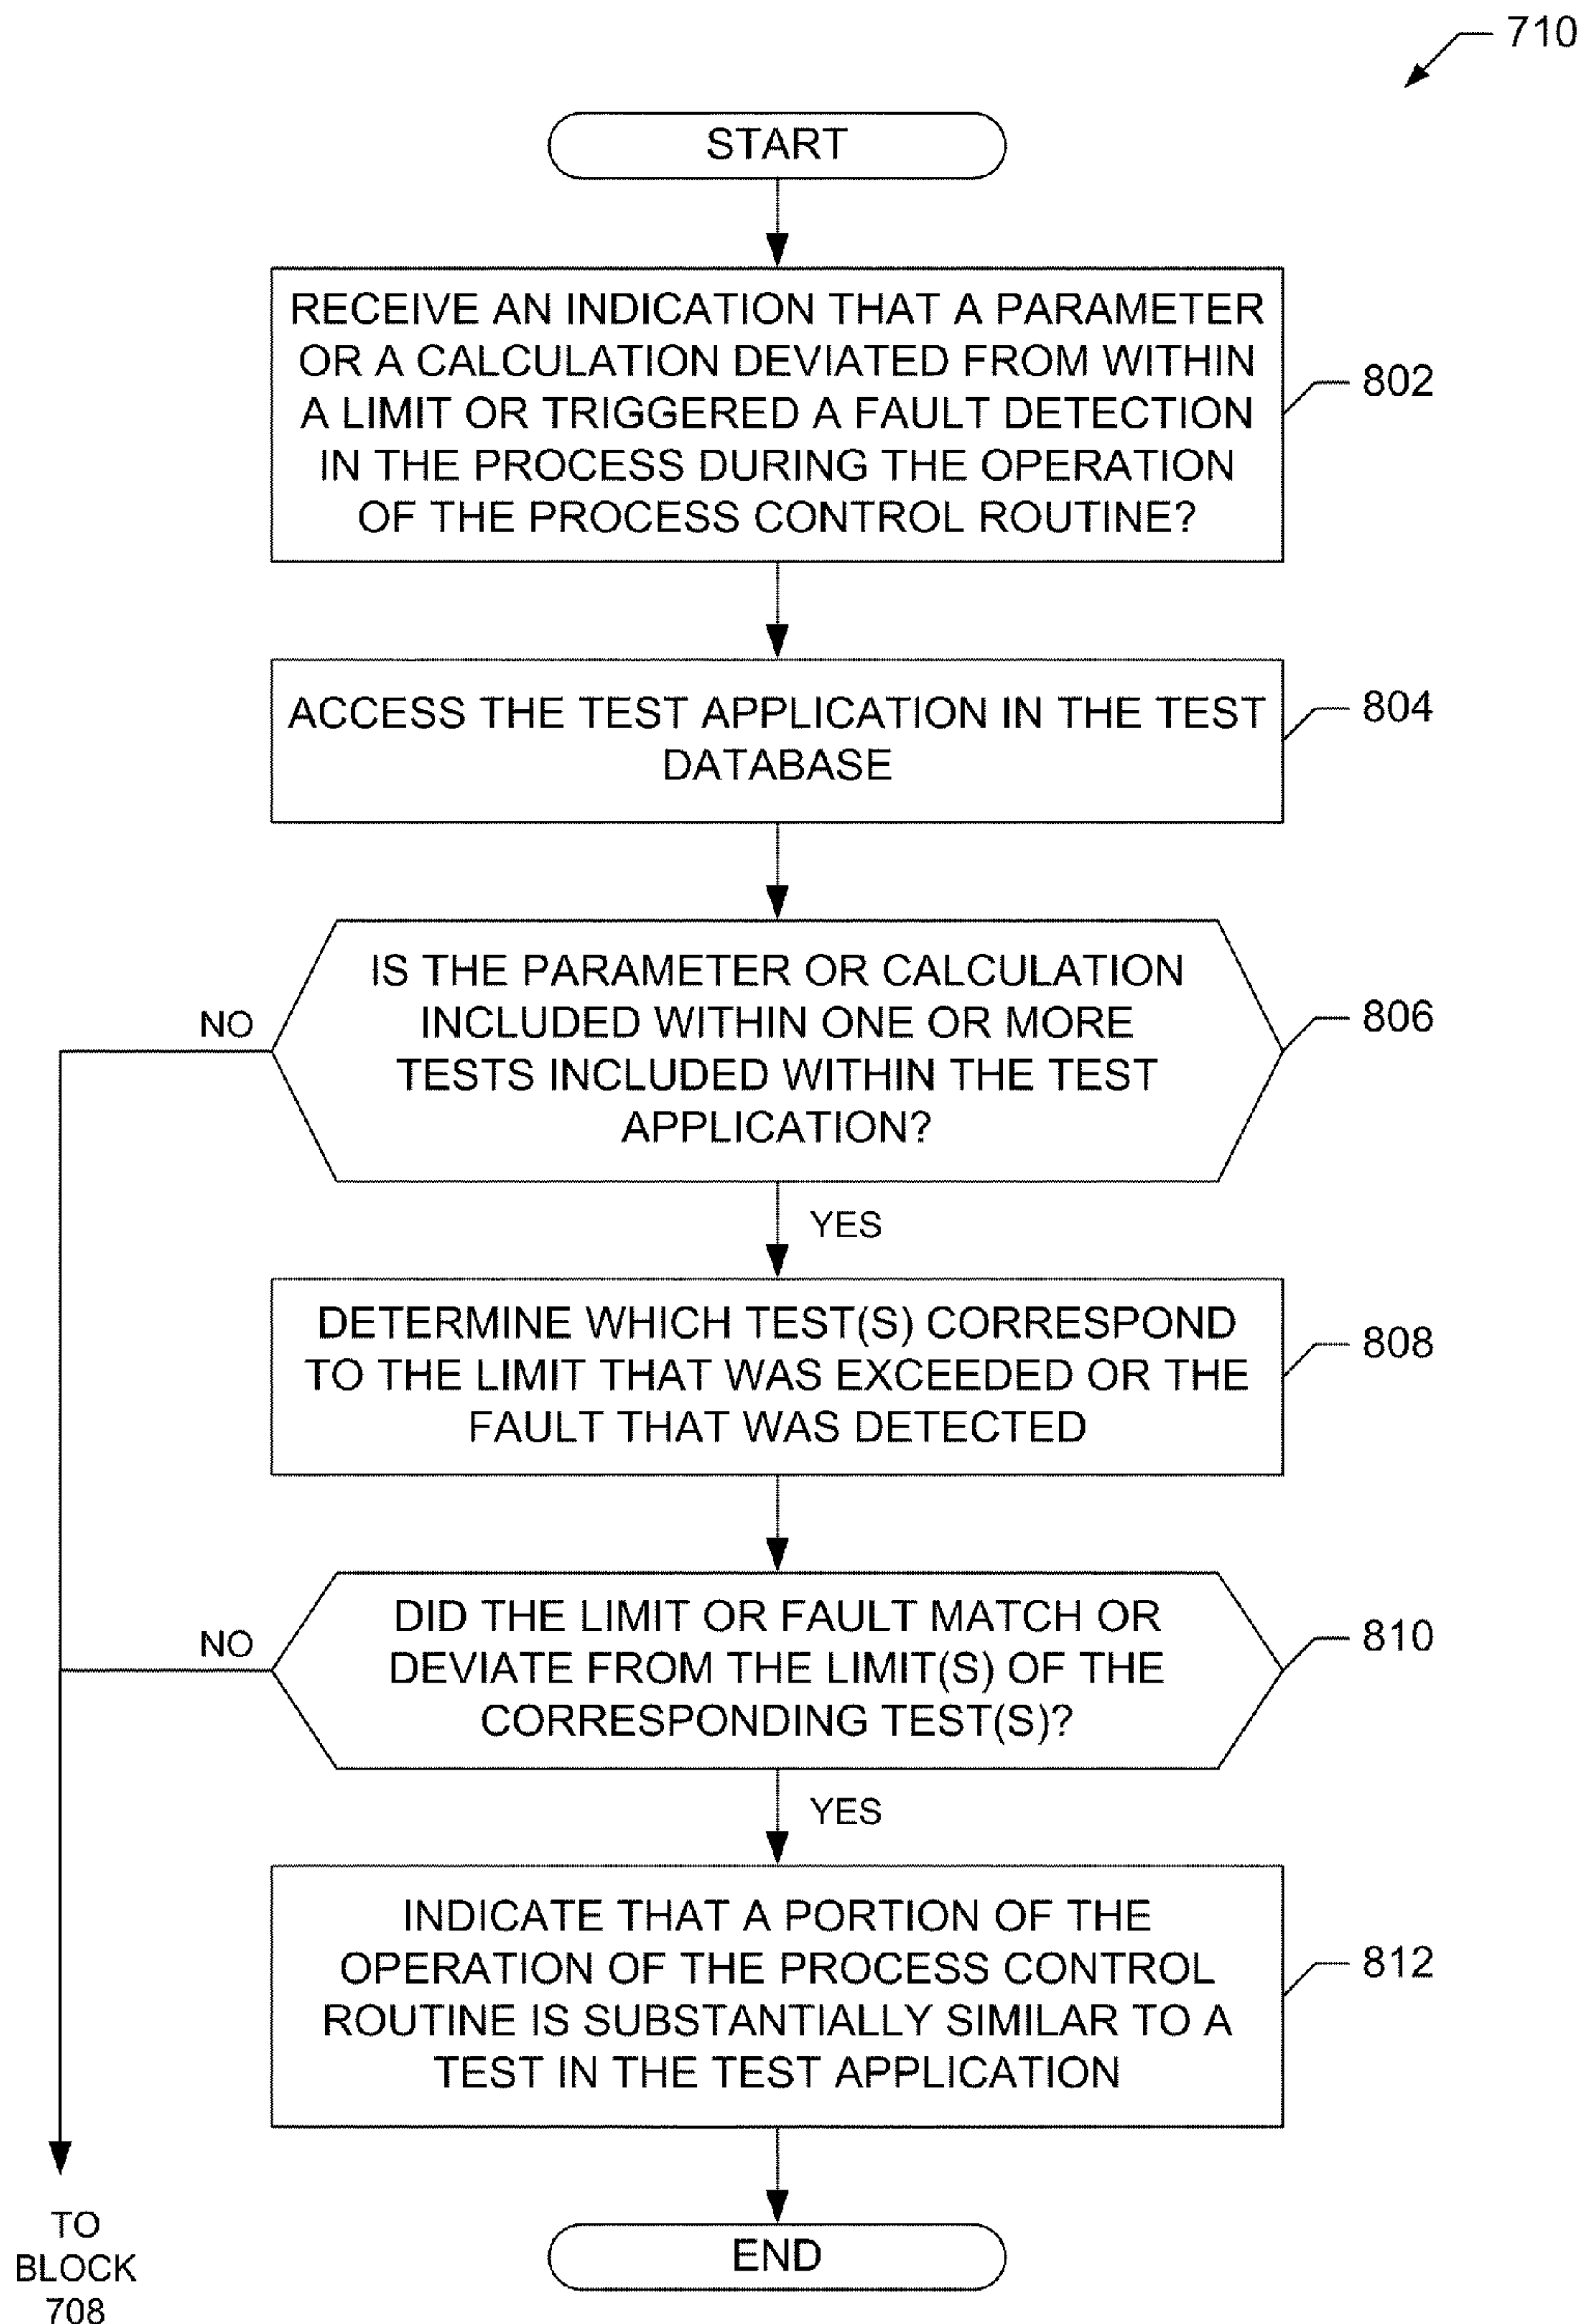 710
START
RECEIVE AN INDICATION THAT A PARAMETER
OR A CALCULATION DEVIATED FROM WITHIN
A LIMIT OR TRIGGERED A FAULT DETECTION
IN THE PROCESS DURING THE OPERATION
OF THE PROCESS CONTROL ROUTINE?
802
ACCESS THE TEST APPLICATION IN THE TEST
DATABASE
804
IS THE PARAMETER OR CALCULATION
INCLUDED WITHIN ONE OR MORE
TESTS INCLUDED WITHIN THE TEST
APPLICATION?
806
NO
YES
DETERMINE WHICH TEST(S) CORRESPOND
TO THE LIMIT THAT WAS EXCEEDED OR THE
FAULT THAT WAS DETECTED
808
DID THE LIMIT OR FAULT MATCH OR
DEVIATE FROM THE LIMIT(S) OF THE
CORRESPONDING TEST(S)?
810
NO
YES
INDICATE THAT A PORTION OF THE
OPERATION OF THE PROCESS CONTROL
ROUTINE IS SUBSTANTIALLY SIMILAR TO A
TEST IN THE TEST APPLICATION
812
TO
BLOCK
708
END